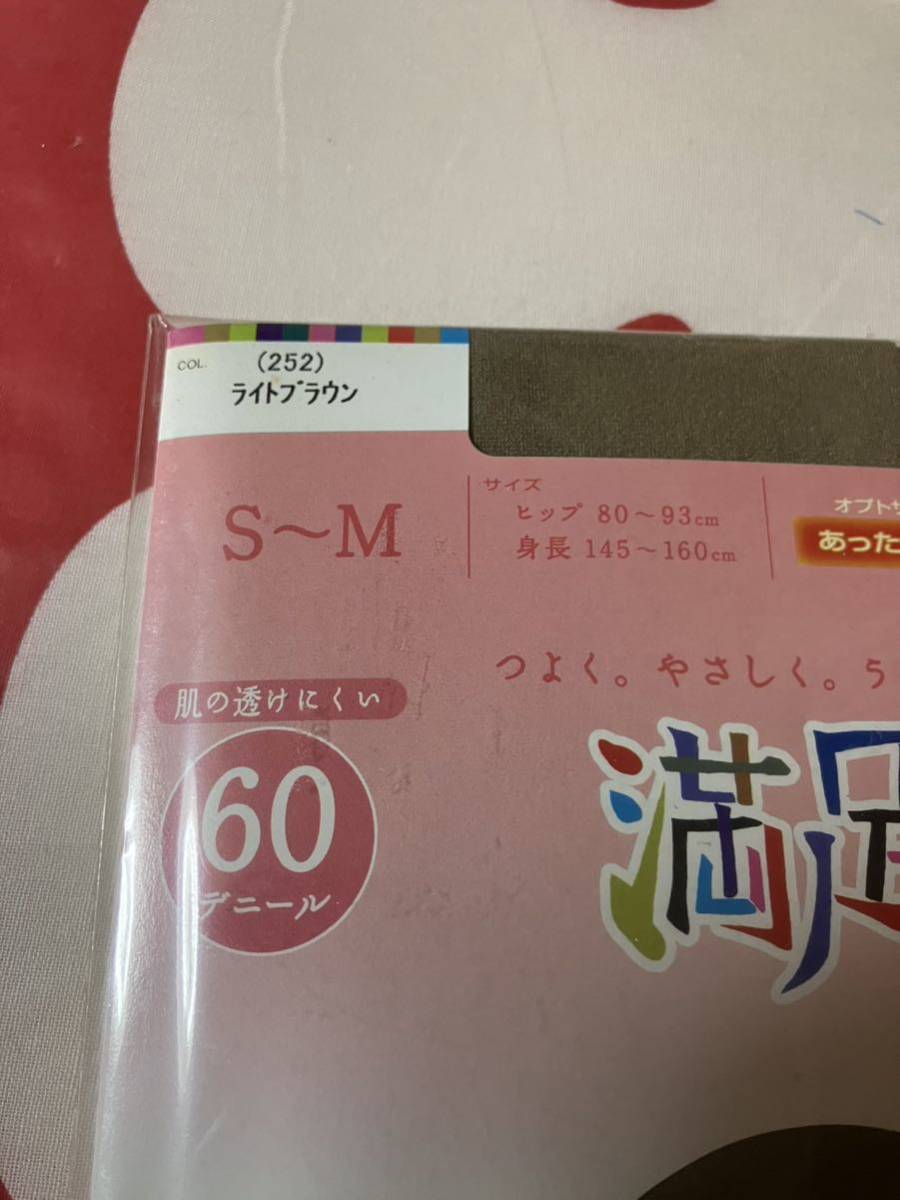 COL. (252)
ライトブラウン
S～M
サイズ
ヒップ 80～93cm
身長 145～160cm
オプト
あった
つよく。やさしく。う
肌の透けにくい
60
デニール
満足